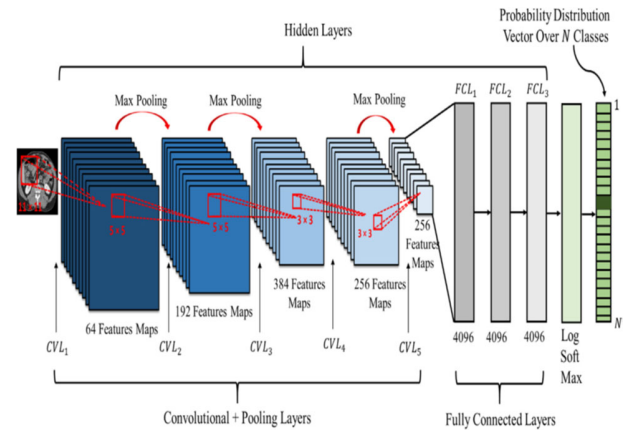 Probability Distribution
Vector Over N Classes
Hidden Layers
Max Pooling
Max Pooling
Max Pooling
FCL₁
FCL₂
FCL₃
1
11×11
5×5
5×5
3×3
3×3
256
Features
Maps
384 Features
Maps
256 Features
Maps
192 Features Maps
64 Features Maps
N
4096
4096
4096
Log
Soft
Max
CVL₁
CVL₂
CVL₃
CVL₄
CVL₅
Convolutional + Pooling Layers
Fully Connected Layers